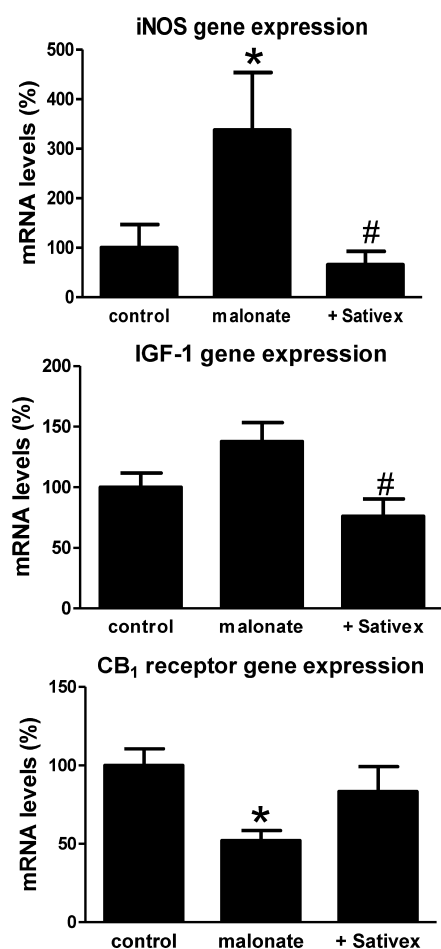 iNOS gene expression
mRNA levels (%)
500
400
300
200
100
0
*
#
control malonate + Sativex
IGF-1 gene expression
mRNA levels (%)
200
150
100
50
0
#
control malonate + Sativex
CB₁ receptor gene expression
mRNA levels (%)
150
100
50
0
*
control malonate + Sativex